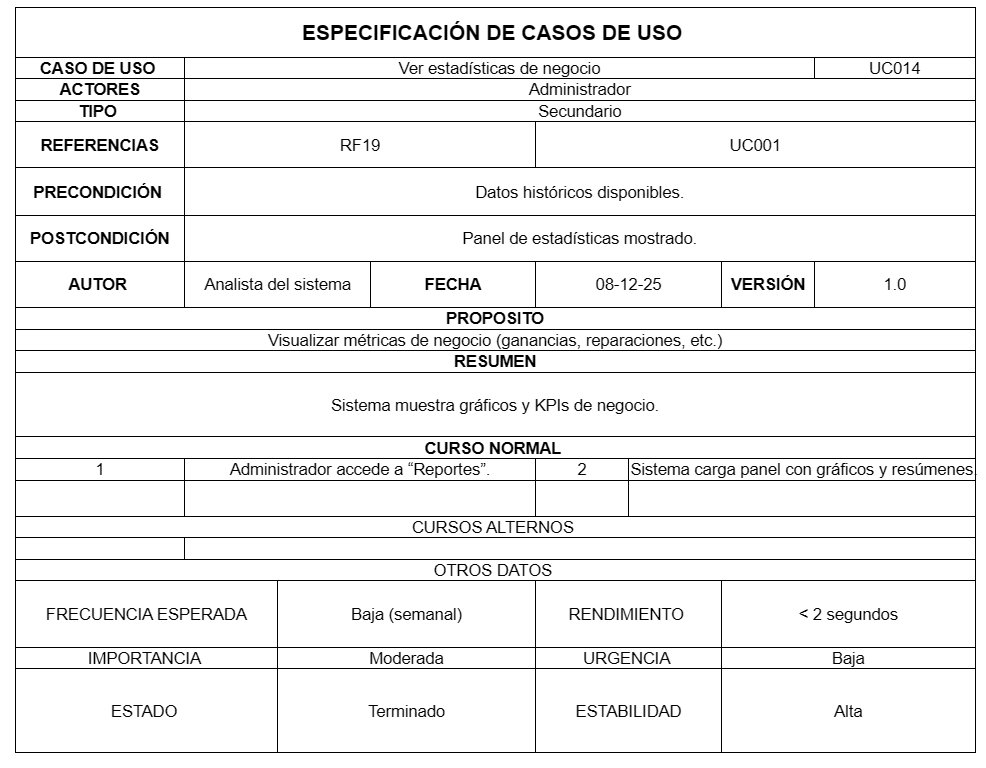 ESPECIFICACIÓN DE CASOS DE USO
CASO DE USO Ver estadísticas de negocio UC014
ACTORES Administrador
TIPO Secundario
REFERENCIAS RF19 UC001
PRECONDICIÓN Datos históricos disponibles.
POSTCONDICIÓN Panel de estadísticas mostrado.
AUTOR Analista del sistema FECHA 08-12-25 VERSIÓN 1.0
PROPOSITO
Visualizar métricas de negocio (ganancias, reparaciones, etc.)
RESUMEN
Sistema muestra gráficos y KPIs de negocio.
CURSO NORMAL
1 Administrador accede a “Reportes”. 2 Sistema carga panel con gráficos y resúmenes.
CURSOS ALTERNOS
OTROS DATOS
FRECUENCIA ESPERADA Baja (semanal) RENDIMIENTO < 2 segundos
IMPORTANCIA Moderada URGENCIA Baja
ESTADO Terminado ESTABILIDAD Alta